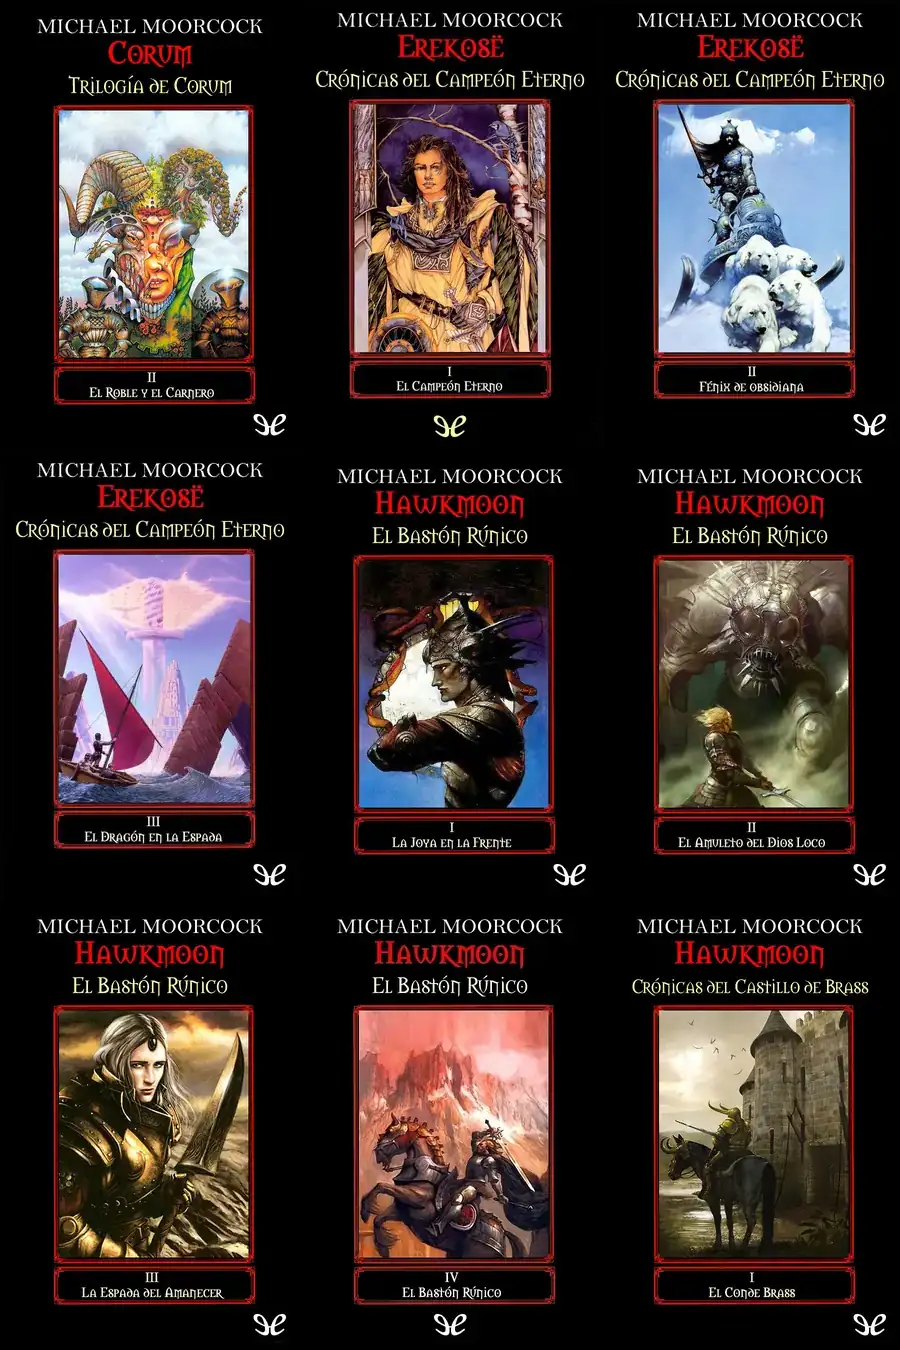 MICHAEL MOORCOCK
CORUM
TRILOGÍA DE CORUM
II
EL ROBLE Y EL CARNERO
MICHAEL MOORCOCK
EREKOSË
CRÓNICAS DEL CAMPEÓN ETERNO
I
EL CAMPEÓN ETERNO
MICHAEL MOORCOCK
EREKOSË
CRÓNICAS DEL CAMPEÓN ETERNO
II
FÉNIX DE OBSIDIANA
MICHAEL MOORCOCK
EREKOSË
CRÓNICAS DEL CAMPEÓN ETERNO
III
EL DRAGÓN EN LA ESPADA
MICHAEL MOORCOCK
HAWKMOON
EL BASTÓN RÚNICO
I
LA JOYA EN LA FRENTE
MICHAEL MOORCOCK
HAWKMOON
EL BASTÓN RÚNICO
II
EL AMULETO DEL DIOS LOCO
MICHAEL MOORCOCK
HAWKMOON
EL BASTÓN RÚNICO
III
LA ESPADA DEL AMANECER
MICHAEL MOORCOCK
HAWKMOON
EL BASTÓN RÚNICO
IV
EL BASTÓN RÚNICO
MICHAEL MOORCOCK
HAWKMOON
CRÓNICAS DEL CASTILLO DE BRASS
I
EL CONDE BRASS